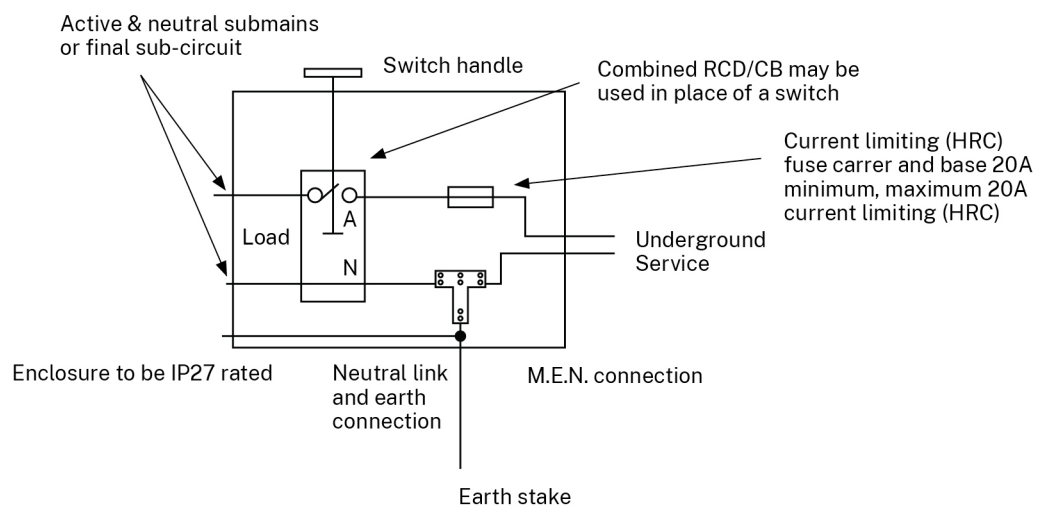 Active & neutral submains
or final sub-circuit
Switch handle
Combined RCD/CB may be
used in place of a switch
Current limiting (HRC)
fuse carrer and base 20A
minimum, maximum 20A
current limiting (HRC)
A
Load
N
Underground
Service
Enclosure to be IP27 rated
Neutral link
and earth
connection
M.E.N. connection
Earth stake